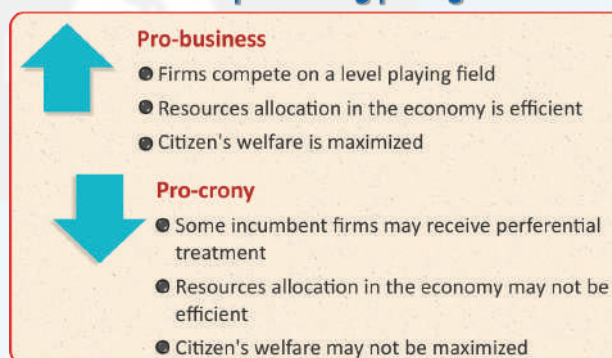 Pro-business
● Firms compete on a level playing field
● Resources allocation in the economy is efficient
● Citizen's welfare is maximized
Pro-crony
● Some incumbent firms may receive perferential
treatment
● Resources allocation in the economy may not be
efficient
● Citizen's welfare may not be maximized